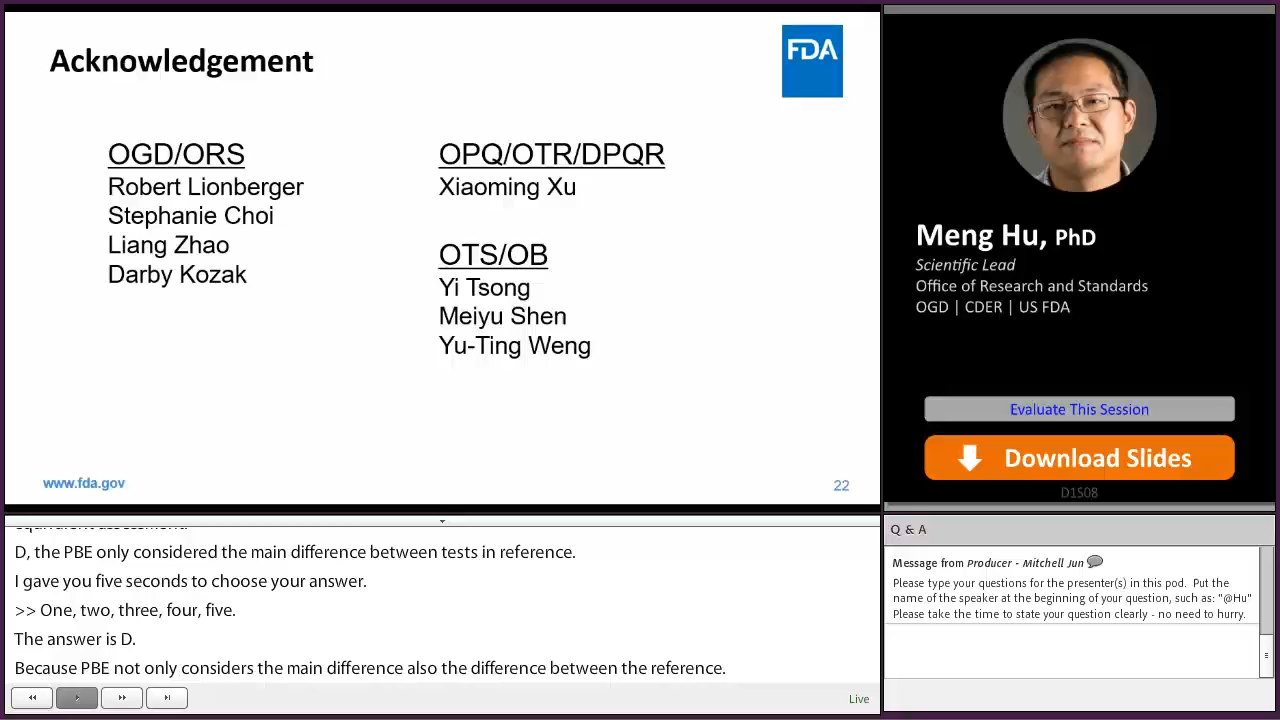 Acknowledgement
FDA
OGD/ORS
Robert Lionberger
Stephanie Choi
Liang Zhao
Darby Kozak
OPQ/OTR/DPQR
Xiaoming Xu
OTS/OB
Yi Tsong
Meiyu Shen
Yu-Ting Weng
www.fda.gov
22
D, the PBE only considered the main difference between tests in reference.
I gave you five seconds to choose your answer.
>> One, two, three, four, five.
The answer is D.
Because PBE not only considers the main difference also the difference between the reference.
Live
Meng Hu, PhD
Scientific Lead
Office of Research and Standards
OGD | CDER | US FDA
Evaluate This Session
Download Slides
D1S08
Q & A
Message from Producer - Mitchell Jun
Please type your questions for the presenter(s) in this pod. Put the
name of the speaker at the beginning of your question, such as: "@Hu"
Please take the time to state your question clearly - no need to hurry.